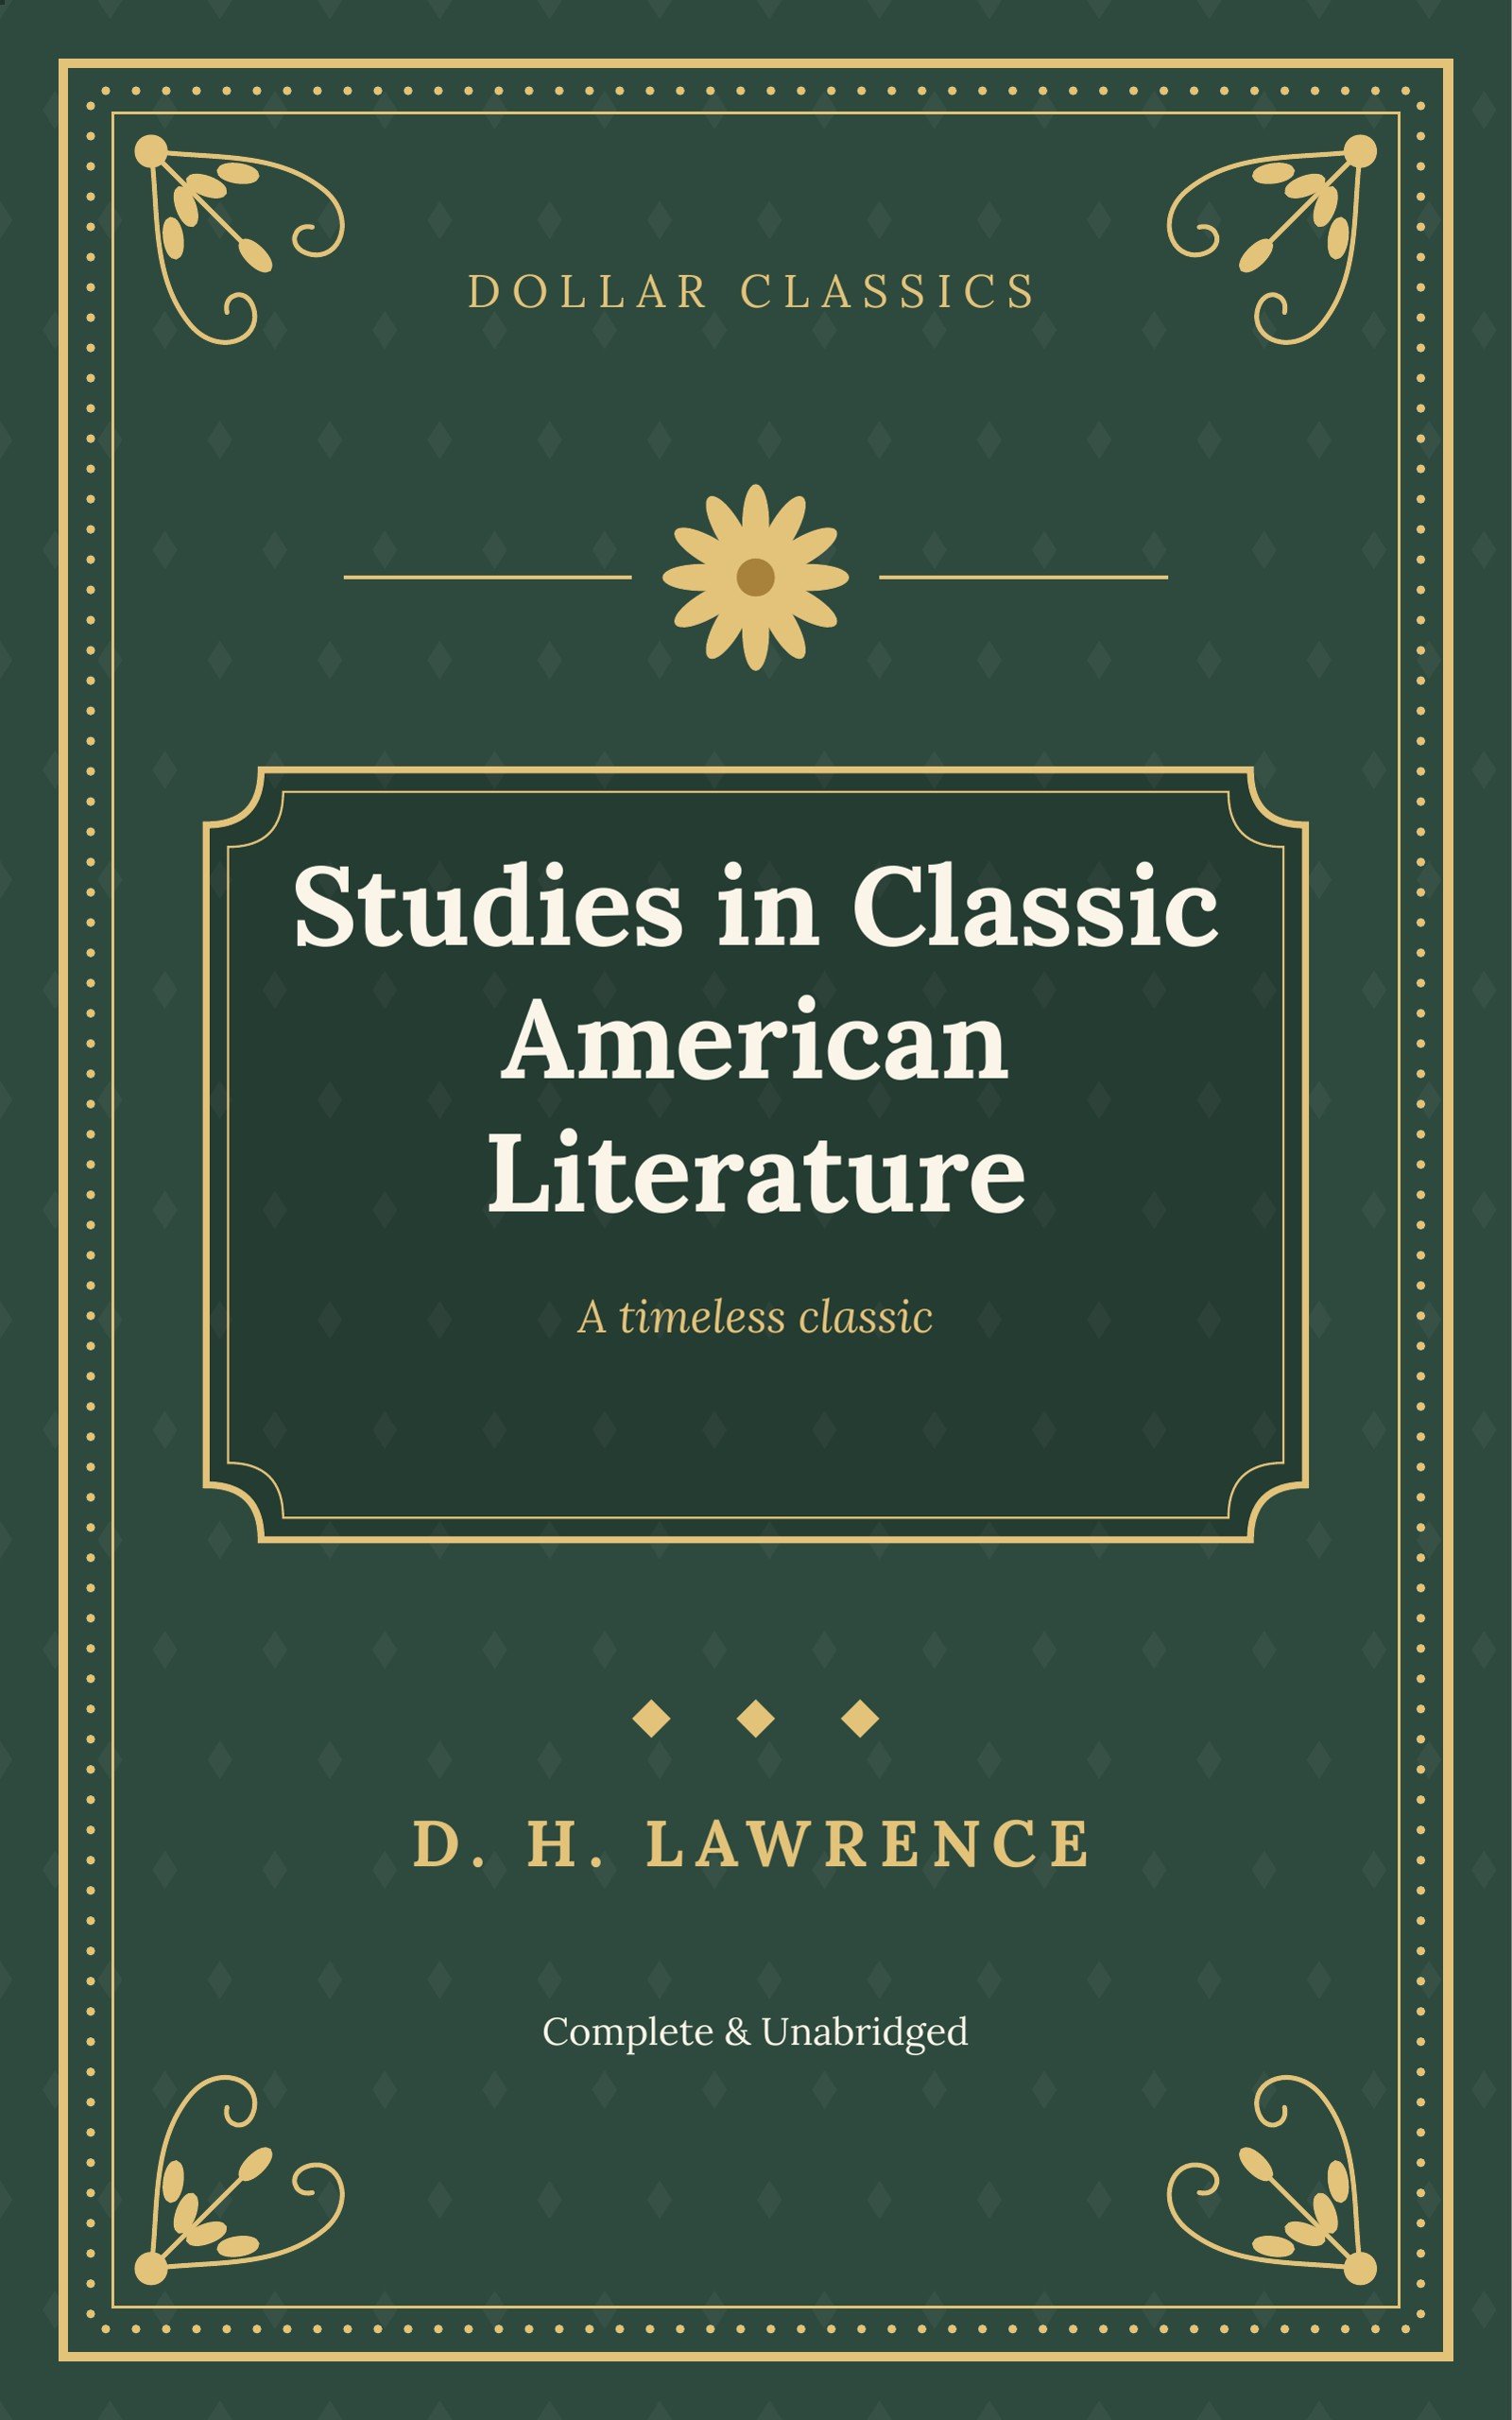 DOLLAR CLASSICS
Studies in Classic
American
Literature
A timeless classic
D. H. LAWRENCE
Complete & Unabridged